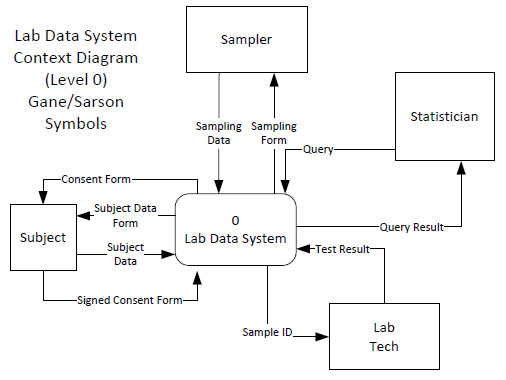 Lab Data System
Context Diagram
(Level 0)
Gane/Sarson
Symbols
Sampler
Statistician
Sampling
Data
Sampling
Form
Query
Consent Form
0
Lab Data System
Subject Data
Form
Subject
Subject
Data
Query Result
Test Result
Signed Consent Form
Sample ID
Lab
Tech